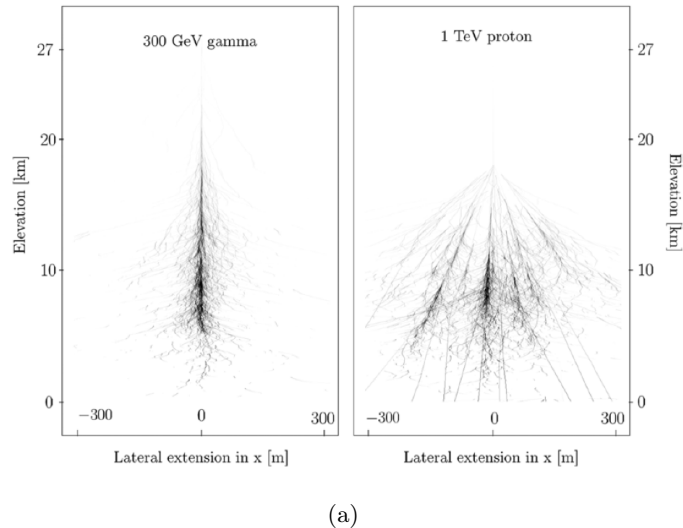 300 GeV gamma
27
20
10
0
Elevation [km]
−300
0
300
Lateral extension in x [m]
1 TeV proton
27
20
10
0
Elevation [km]
−300
0
300
Lateral extension in x [m]
(a)